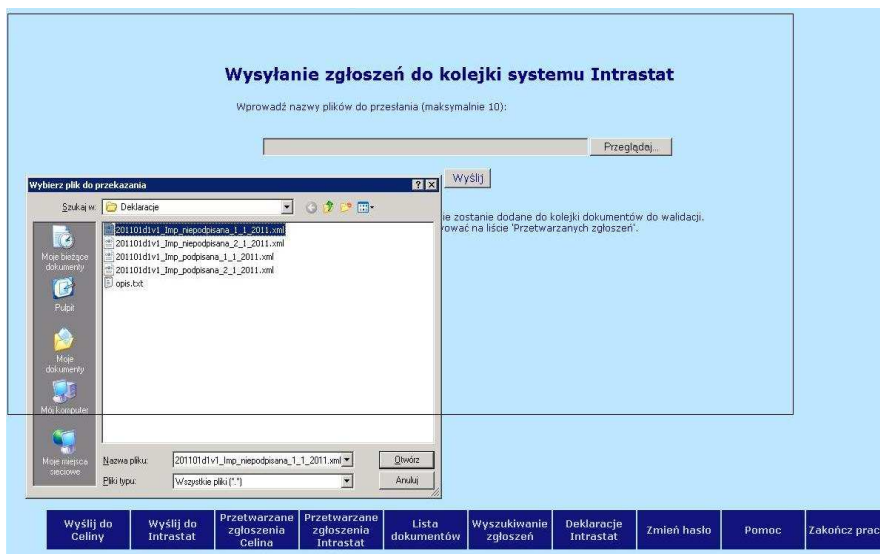 Wysyłanie zgłoszeń do kolejki systemu Intrastat
Wprowadź nazwy plików do przesłania (maksymalnie 10):
Przeglądaj...
Wyślij
ie zostanie dodane do kolejki dokumentów do walidacji.
ować na liście 'Przetwarzanych zgłoszeń'.
Wybierz plik do przekazania
Szukaj w:
Deklaracje
Moje bieżące
dokumenty
Pulpit
Moje
dokumenty
Mój komputer
Moje miejsca
sieciowe
201101d1v1_Imp_niepodpisana_1_1_2011.xml
201101d1v1_Imp_niepodpisana_2_1_2011.xml
201101d1v1_Imp_podpisana_1_1_2011.xml
201101d1v1_Imp_podpisana_2_1_2011.xml
opis.txt
Nazwa pliku:
201101d1v1_Imp_niepodpisana_1_1_2011.xml
Otwórz
Pliki typu:
Wszystkie pliki (*.*)
Anuluj
Wyślij do
Celiny
Wyślij do
Intrastat
Przetwarzane
zgłoszenia
Celina
Przetwarzane
zgłoszenia
Intrastat
Lista
dokumentów
Wyszukiwanie
zgłoszeń
Deklaracje
Intrastat
Zmień hasło
Pomoc
Zakończ prac